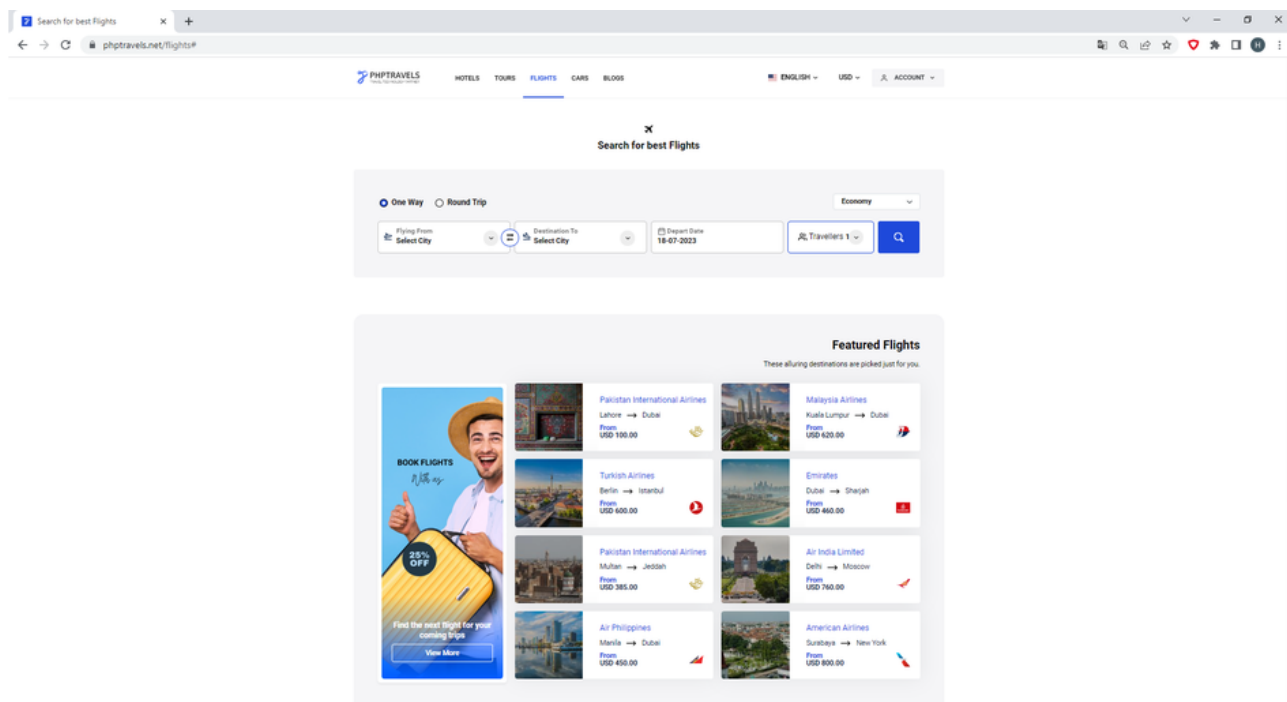 Search for best Flights
phptravels.net/flights#
H
PHPTRAVELS
HOTELS TOURS FLIGHTS CARS BLOGS
ENGLISH USD ACCOUNT
Search for best Flights
One Way Round Trip
Economy
Flying From
Select City
Destination To
Select City
Depart Date
18-07-2023
Travellers 1
Featured Flights
These alluring destinations are picked just for you.
BOOK FLIGHTS
With us
25%
OFF
Find the next flight for your
coming trips
View More
Pakistan International Airlines
Lahore → Dubai
From
USD 100.00
Malaysia Airlines
Kuala Lumpur → Dubai
From
USD 620.00
Turkish Airlines
Berlin → Istanbul
From
USD 600.00
Emirates
Dubai → Sharjah
From
USD 460.00
Pakistan International Airlines
Multan → Jeddah
From
USD 385.00
Air India Limited
Delhi → Moscow
From
USD 760.00
Air Philippines
Manila → Dubai
From
USD 450.00
American Airlines
Surabaya → New York
From
USD 800.00